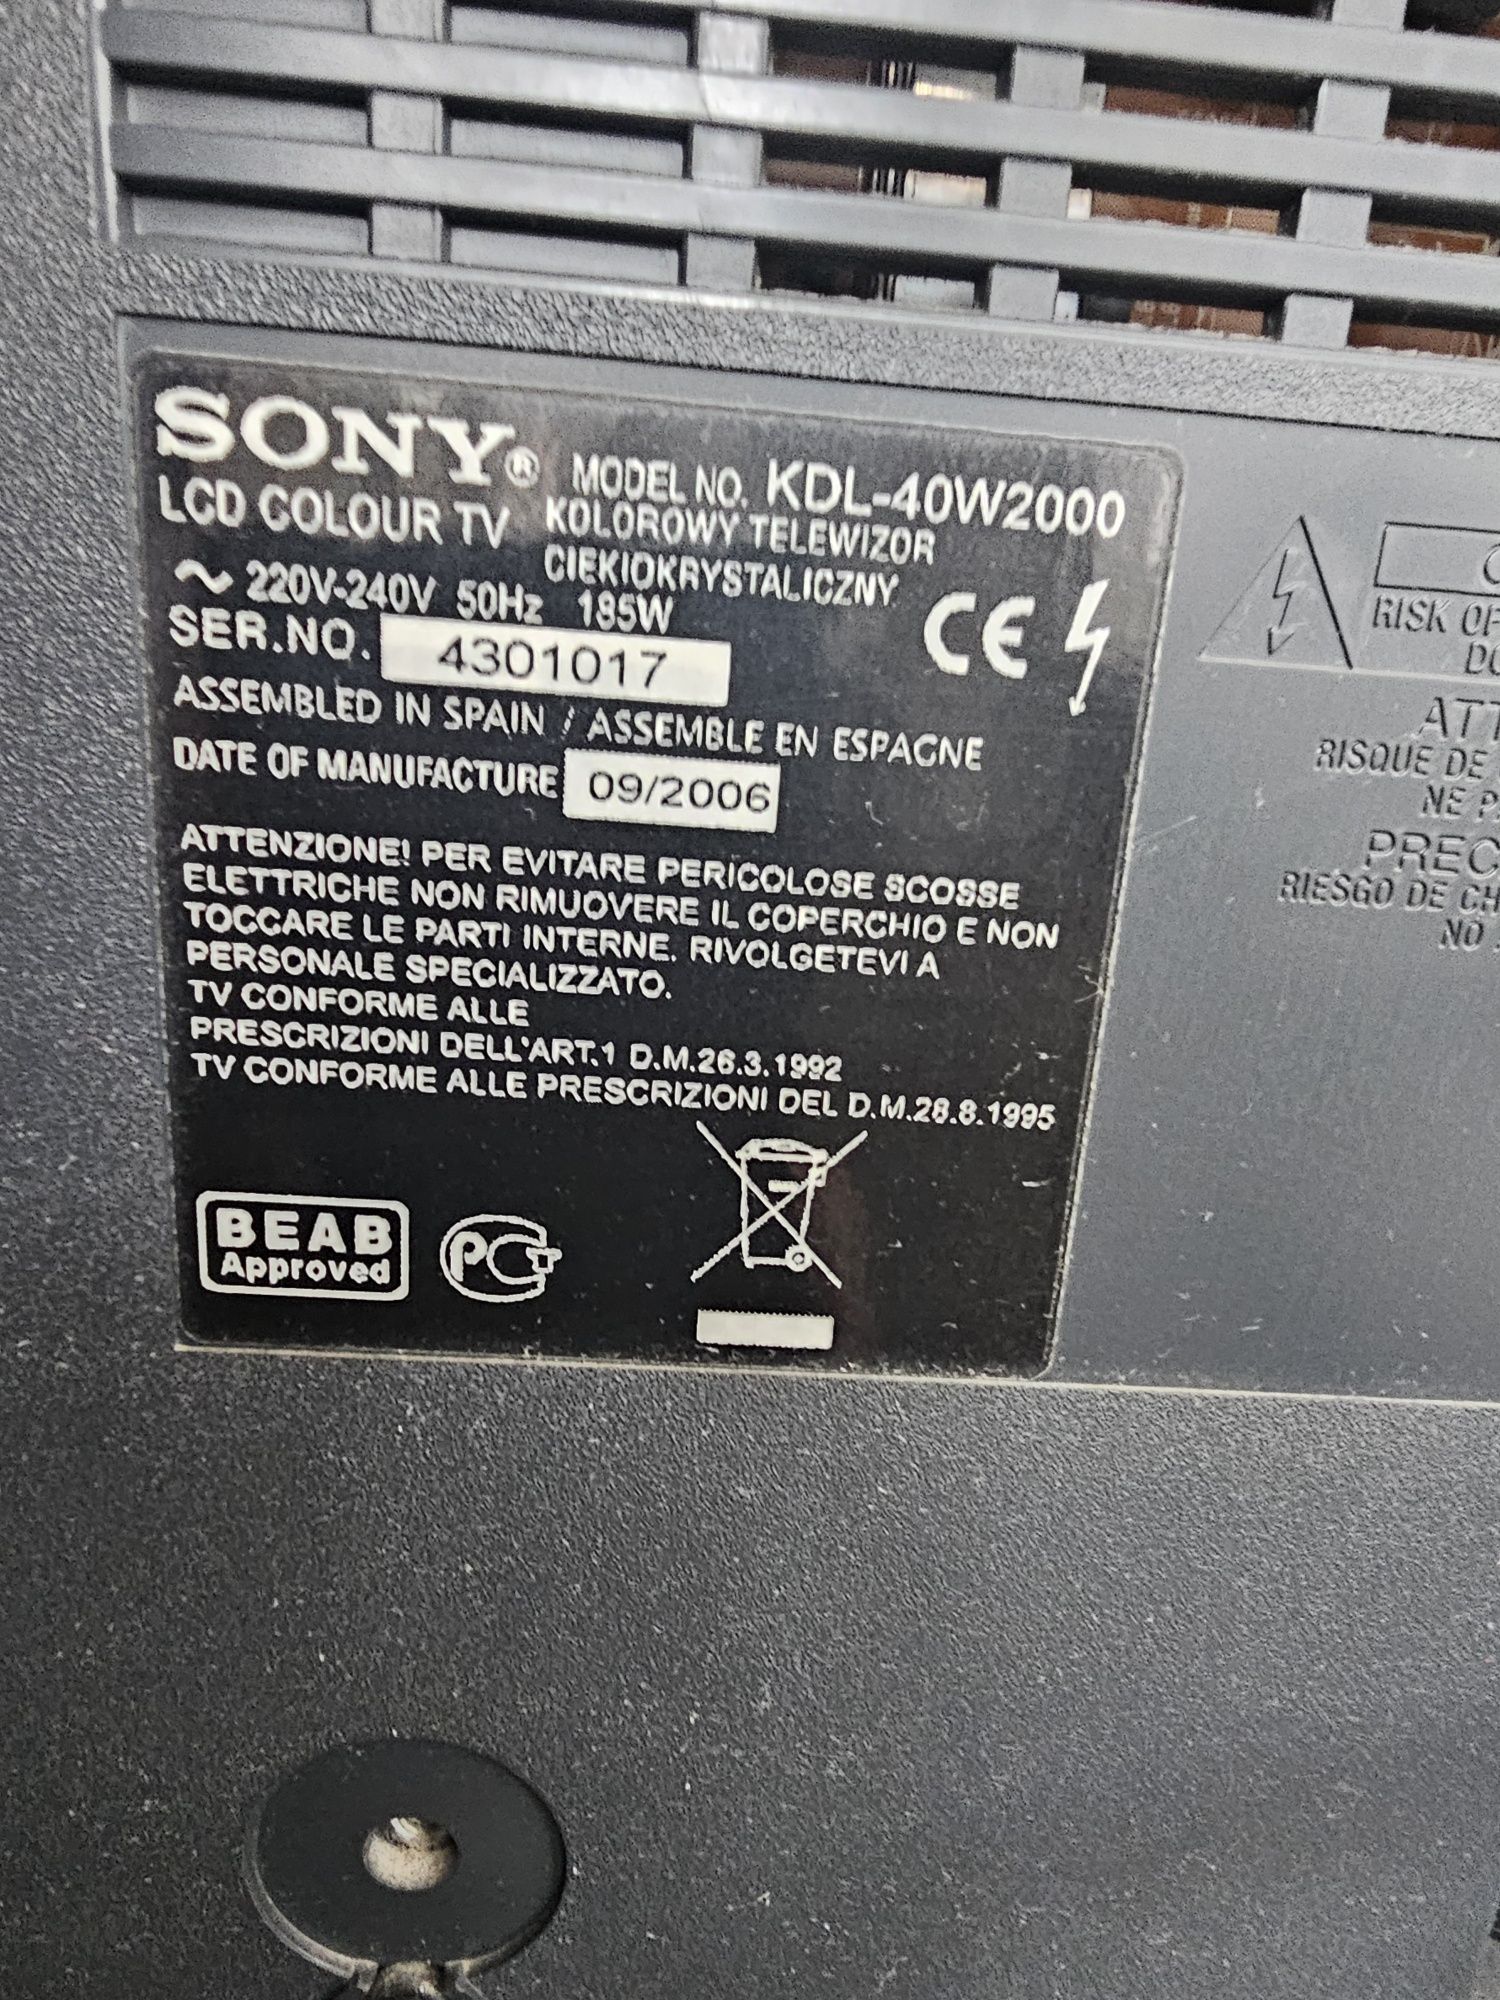 SONY®
MODEL NO. KDL-40W2000
LCD COLOUR TV
KOLOROWY TELEWIZOR
CIEKIOKRYSTALICZNY
~ 220V-240V 50Hz 185W
CE
SER.NO. 4301017
ASSEMBLED IN SPAIN / ASSEMBLE EN ESPAGNE
DATE OF MANUFACTURE 09/2006
ATTENZIONE! PER EVITARE PERICOLOSE SCOSSE
ELETTRICHE NON RIMUOVERE IL COPERCHIO E NON
TOCCARE LE PARTI INTERNE. RIVOLGETEVI A
PERSONALE SPECIALIZZATO.
TV CONFORME ALLE
PRESCRIZIONI DELL'ART.1 D.M.26.3.1992
TV CONFORME ALLE PRESCRIZIONI DEL D.M.28.8.1995
BEAB
Approved
RISK OF
DO
ATT
RISQUE DE
NE P
PREC
RIESGO DE CH
NO